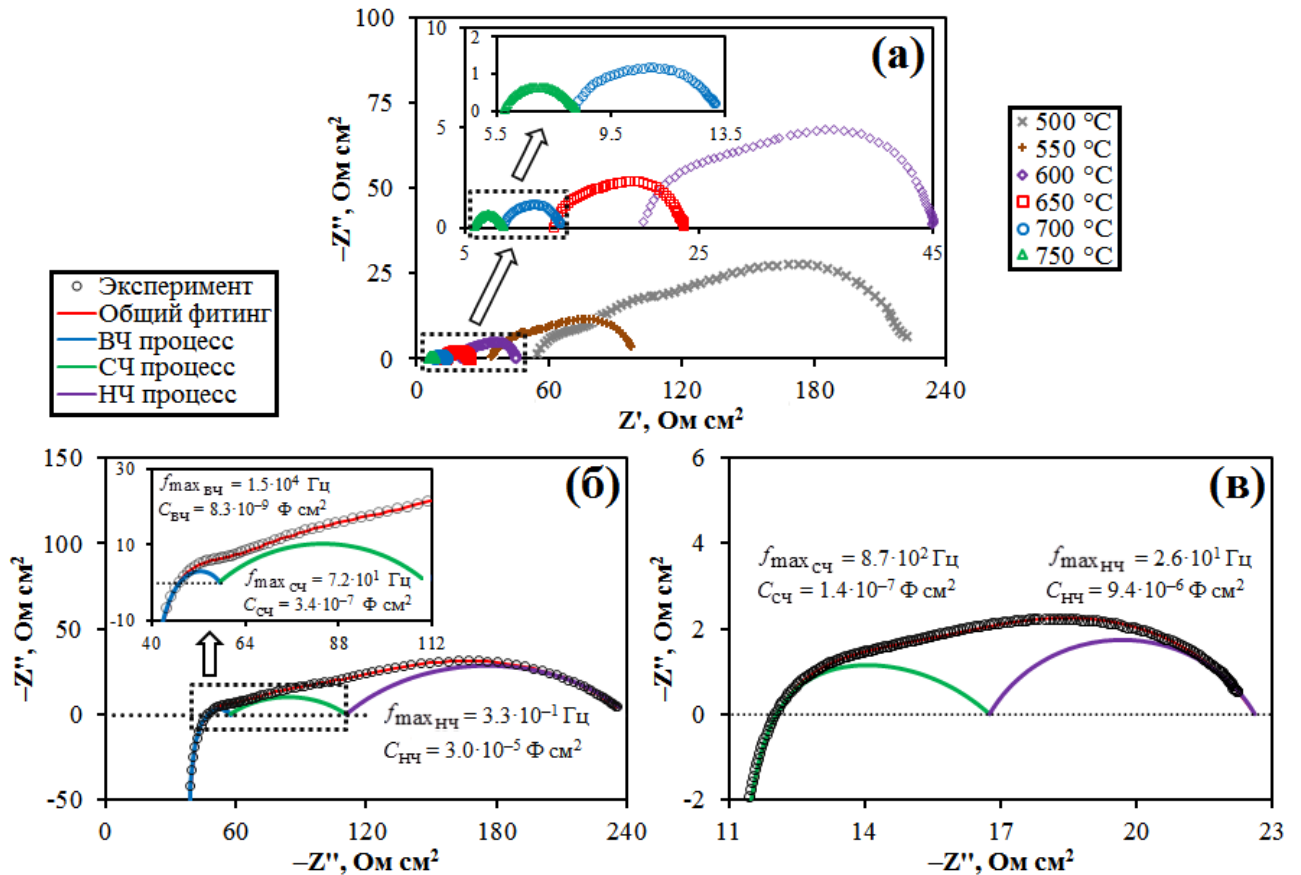 (а)
100
75
50
25
0
–Z'', Ом см²
0
60
120
180
240
Z', Ом см²
10
5
0
5
25
45
2
1
0
5.5
9.5
13.5
500 °C
550 °C
600 °C
650 °C
700 °C
750 °C
Эксперимент
Общий фитинг
ВЧ процесс
СЧ процесс
НЧ процесс
(б)
150
100
50
0
-50
–Z'', Ом см²
0
60
120
180
240
–Z'', Ом см²
30
10
-10
40
64
88
112
fmax ВЧ = 1.5·10⁴ Гц
CВЧ = 8.3·10⁻⁹ Ф см²
fmax СЧ = 7.2·10¹ Гц
CСЧ = 3.4·10⁻⁷ Ф см²
fmax НЧ = 3.3·10⁻¹ Гц
CНЧ = 3.0·10⁻⁵ Ф см²
(в)
6
4
2
0
-2
–Z'', Ом см²
11
14
17
20
23
–Z'', Ом см²
fmax СЧ = 8.7·10² Гц
CСЧ = 1.4·10⁻⁷ Ф см²
fmax НЧ = 2.6·10¹ Гц
CНЧ = 9.4·10⁻⁶ Ф см²